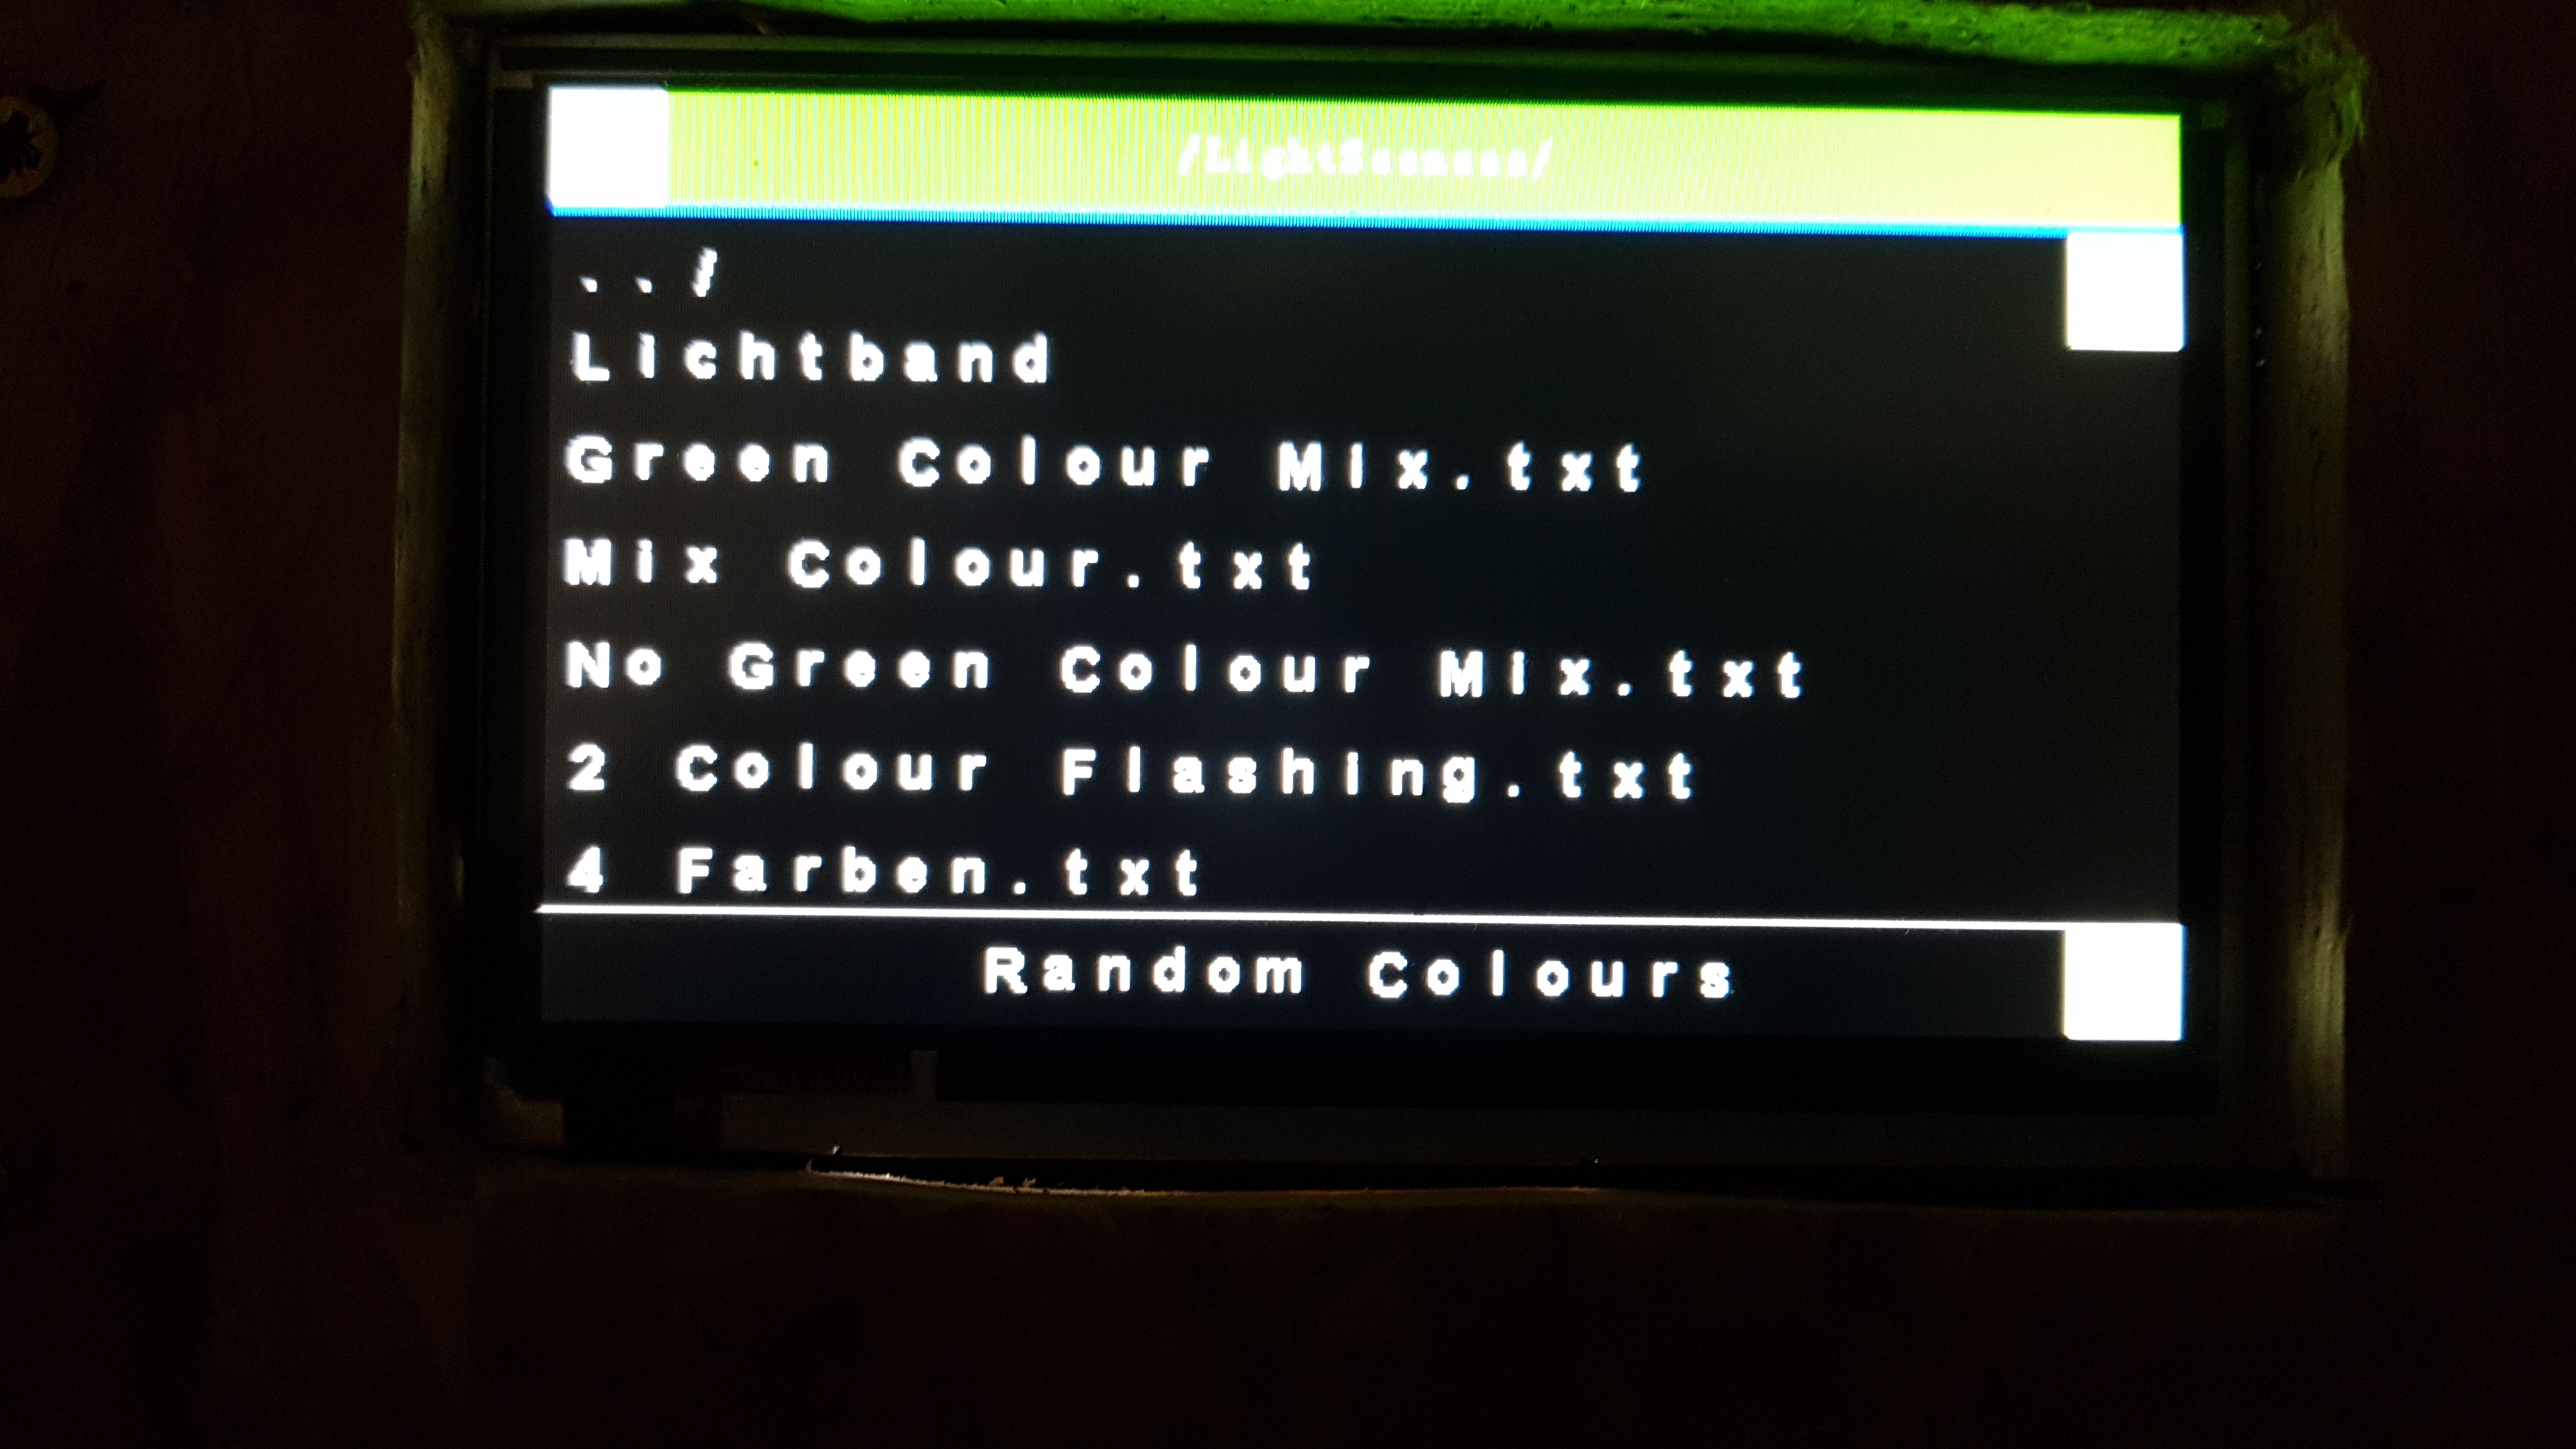 /LightScenes/
../
Lichtband
Green Colour Mix.txt
Mix Colour.txt
No Green Colour Mix.txt
2 Colour Flashing.txt
4 Farben.txt
Random Colours